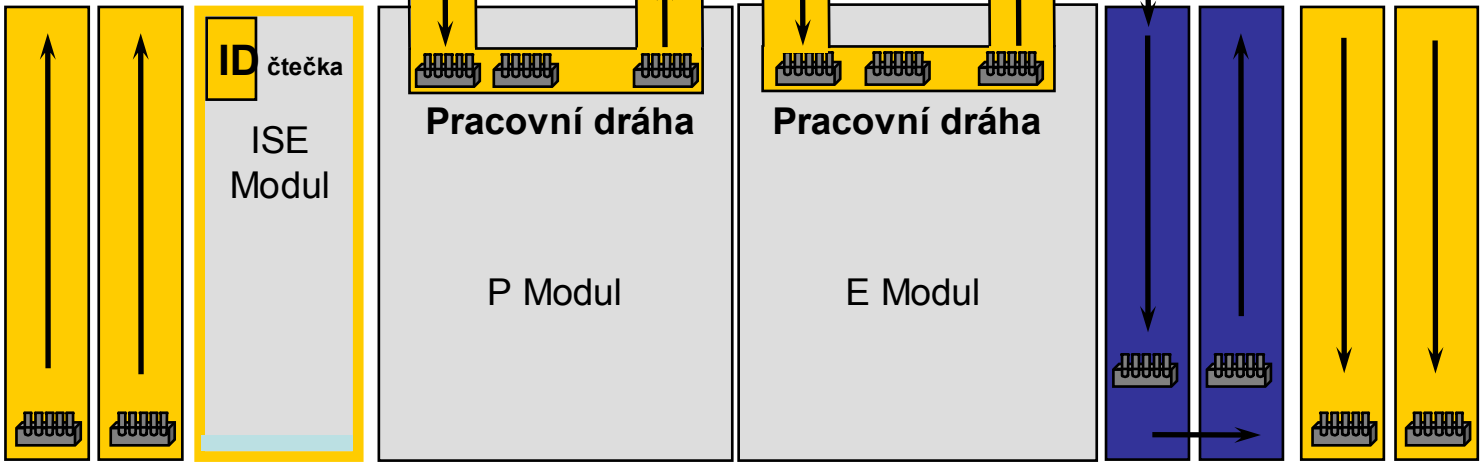 ID čtečka
ISE
Modul
Pracovní dráha
P Modul
Pracovní dráha
E Modul